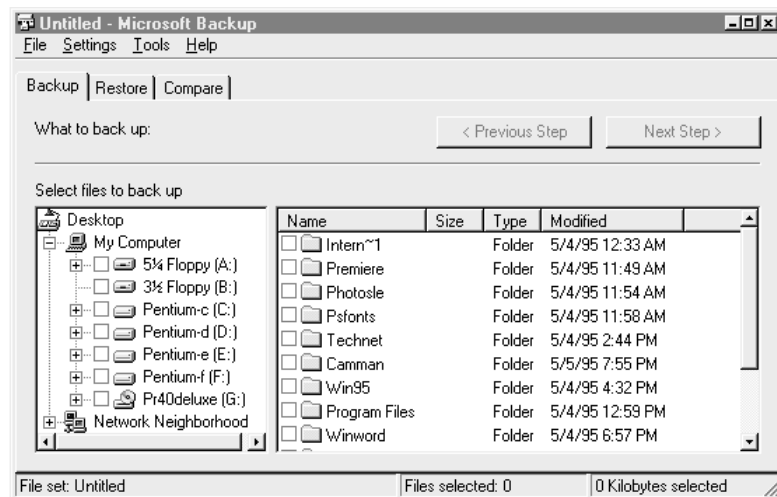 Untitled - Microsoft Backup
File Settings Tools Help
Backup Restore Compare
What to back up:
< Previous Step Next Step >
Select files to back up
Desktop
My Computer
5¼ Floppy (A:)
3½ Floppy (B:)
Pentium-c (C:)
Pentium-d (D:)
Pentium-e (E:)
Pentium-f (F:)
Pr40deluxe (G:)
Network Neighborhood
Name Size Type Modified
Intern~1 Folder 5/4/95 12:33 AM
Premiere Folder 5/4/95 11:49 AM
Photosle Folder 5/4/95 11:54 AM
Psfonts Folder 5/4/95 11:58 AM
Technet Folder 5/4/95 2:44 PM
Camman Folder 5/5/95 7:55 PM
Win95 Folder 5/4/95 4:32 PM
Program Files Folder 5/4/95 12:59 PM
Winword Folder 5/4/95 6:57 PM
File set: Untitled Files selected: 0 0 Kilobytes selected